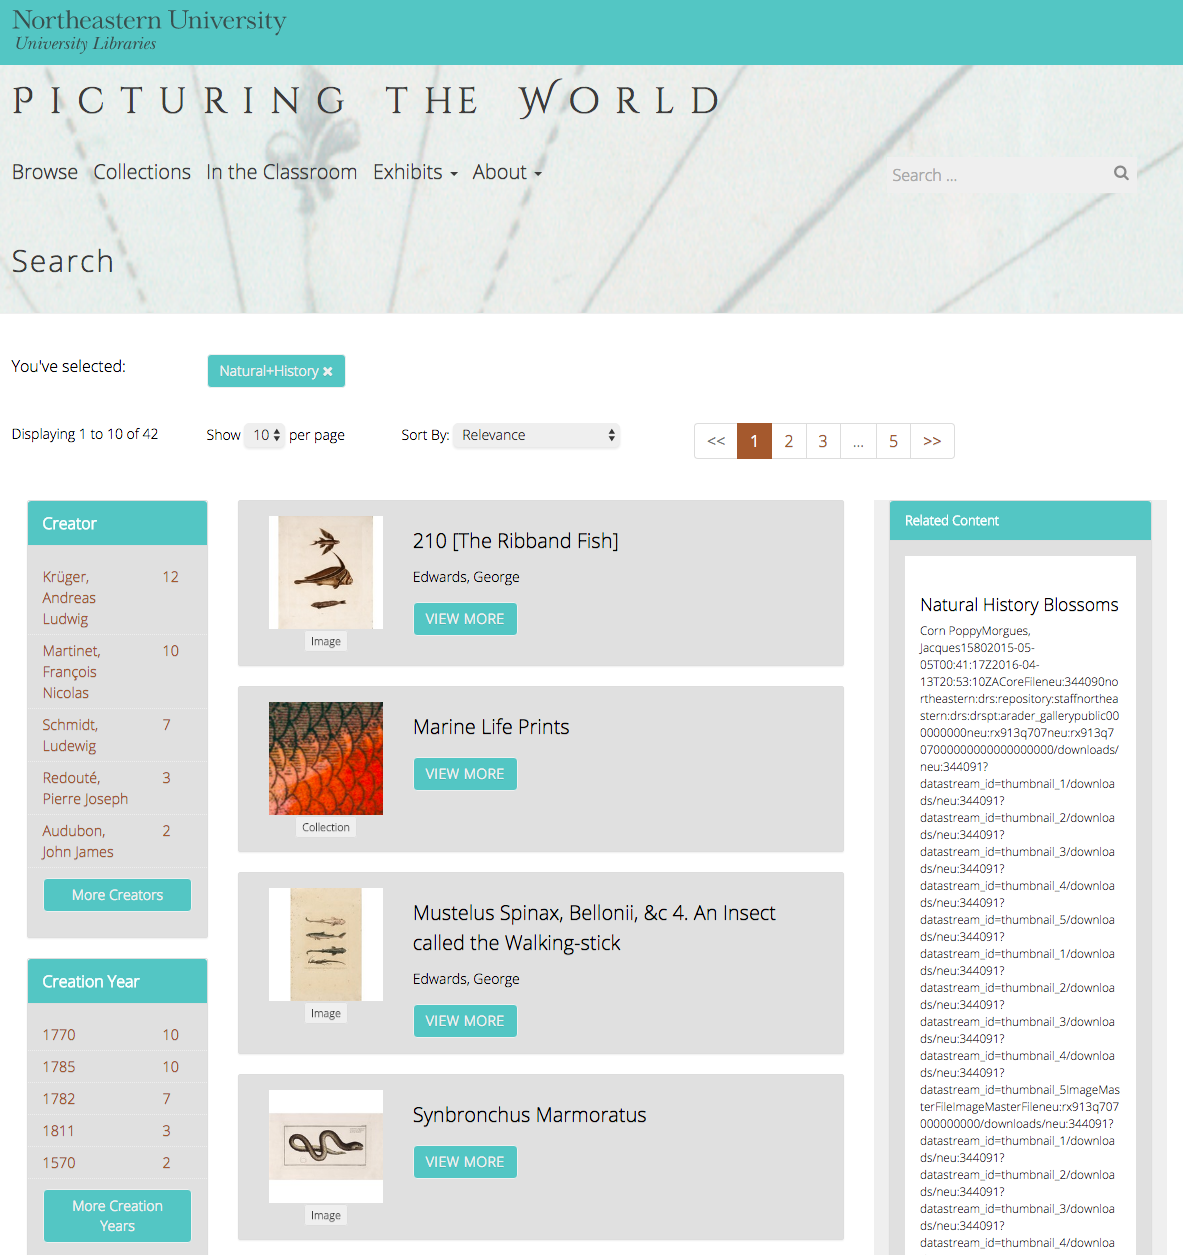 Northeastern University
University Libraries
PICTURING THE WORLD
Browse Collections In the Classroom Exhibits About
Search ...
Search
You've selected:
Natural+History ✖
Displaying 1 to 10 of 42
Show 10 per page
Sort By: Relevance
<< 1 2 3 ... 5 >>
Creator
Krüger, 12
Andreas
Ludwig
Martinet, 10
François
Nicolas
Schmidt, 7
Ludewig
Redouté, 3
Pierre Joseph
Audubon, 2
John James
More Creators
Creation Year
1770 10
1785 10
1782 7
1811 3
1570 2
More Creation
Years
210 [The Ribband Fish]
Edwards, George
VIEW MORE
Image
Marine Life Prints
VIEW MORE
Collection
Mustelus Spinax, Bellonii, &c 4. An Insect
called the Walking-stick
Edwards, George
VIEW MORE
Image
Synbronchus Marmoratus
VIEW MORE
Image
Related Content
Natural History Blossoms
Corn PoppyMorgues,
Jacques15802015-05-
05T00:41:17Z2016-04-
13T20:53:10ZACoreFileneu:344090no
rtheastern:drs:repository:staffnorthea
stern:drs:drspt:arader_gallerypublic00
0000000neu:rx913q707neu:rx913q7
0700000000000000000/downloads/
neu:344091?
datastream_id=thumbnail_1/downloa
ds/neu:344091?
datastream_id=thumbnail_2/downloa
ds/neu:344091?
datastream_id=thumbnail_3/downloa
ds/neu:344091?
datastream_id=thumbnail_4/downloa
ds/neu:344091?
datastream_id=thumbnail_5/downloa
ds/neu:344091?
datastream_id=thumbnail_1/downloa
ds/neu:344091?
datastream_id=thumbnail_2/downloa
ds/neu:344091?
datastream_id=thumbnail_3/downloa
ds/neu:344091?
datastream_id=thumbnail_4/downloa
ds/neu:344091?
datastream_id=thumbnail_5ImageMas
terFileImageMasterFileneu:rx913q707
000000000/downloads/neu:344091?
datastream_id=thumbnail_1/downloa
ds/neu:344091?
datastream_id=thumbnail_2/downloa
ds/neu:344091?
datastream_id=thumbnail_3/downloa
ds/neu:344091?
datastream_id=thumbnail_4/downloa